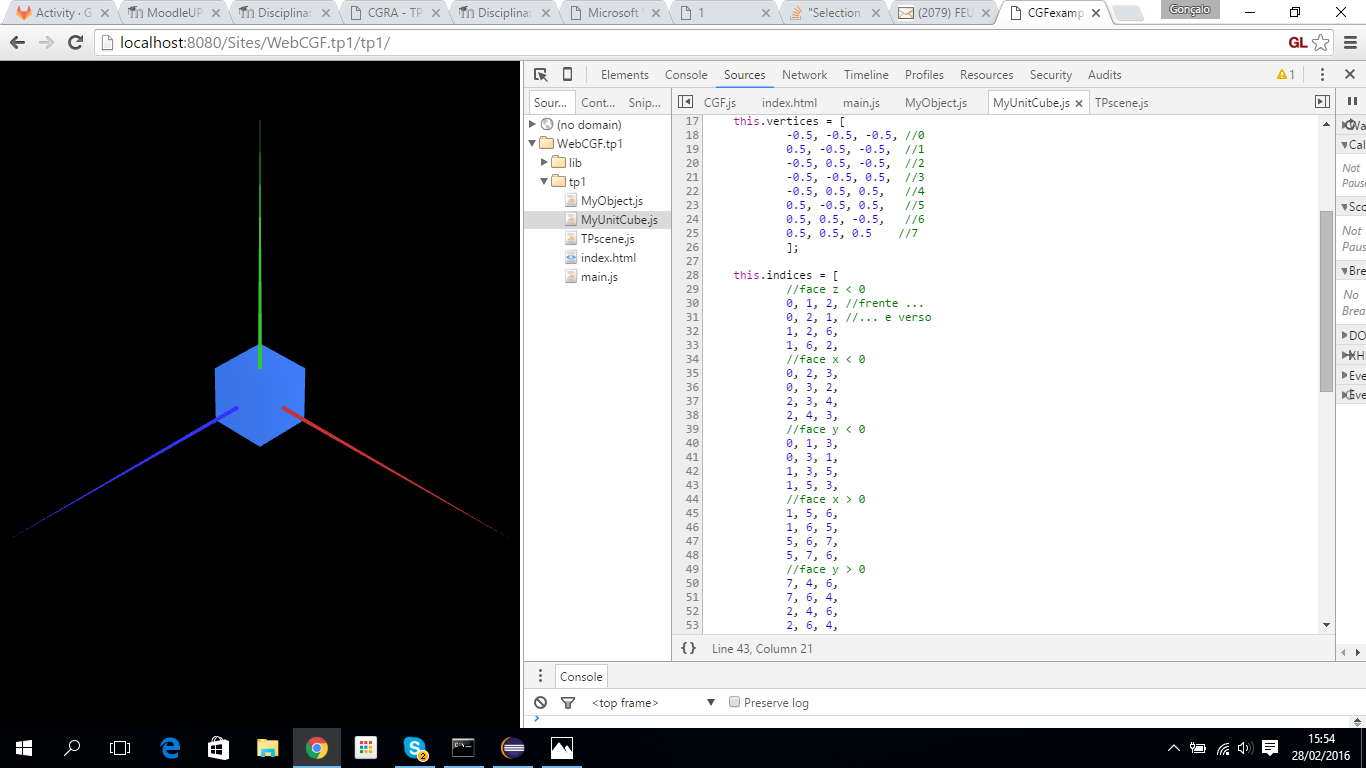 Activity · G
MoodleUP
Disciplina:
CGRA - TP
Disciplina:
Microsoft
1
"Selection
(2079) FEU
CGFexamp
Gonçalo
localhost:8080/Sites/WebCGF.tp1/tp1/
GL
Elements Console Sources Network Timeline Profiles Resources Security Audits
1
Sour... Cont... Snip...
CGF.js index.html main.js MyObject.js MyUnitCube.js TPscene.js
(no domain)
WebCGF.tp1
lib
tp1
MyObject.js
MyUnitCube.js
TPscene.js
index.html
main.js
17 this.vertices = [
18 -0.5, -0.5, -0.5, //0
19 0.5, -0.5, -0.5, //1
20 -0.5, 0.5, -0.5, //2
21 -0.5, -0.5, 0.5, //3
22 -0.5, 0.5, 0.5, //4
23 0.5, -0.5, 0.5, //5
24 0.5, 0.5, -0.5, //6
25 0.5, 0.5, 0.5 //7
26 ];
27
28 this.indices = [
29 //face z < 0
30 0, 1, 2, //frente ...
31 0, 2, 1, //... e verso
32 1, 2, 6,
33 1, 6, 2,
34 //face x < 0
35 0, 2, 3,
36 0, 3, 2,
37 2, 3, 4,
38 2, 4, 3,
39 //face y < 0
40 0, 1, 3,
41 0, 3, 1,
42 1, 3, 5,
43 1, 5, 3,
44 //face x > 0
45 1, 5, 6,
46 1, 6, 5,
47 5, 6, 7,
48 5, 7, 6,
49 //face y > 0
50 7, 4, 6,
51 7, 6, 4,
52 2, 4, 6,
53 2, 6, 4,
Wa
Cal
Not
Paus
Sco
Not
Paus
Bre
No
Brea
DO
XH
Eve
Eve
{} Line 43, Column 21
Console
<top frame> Preserve log
2
15:54
28/02/2016